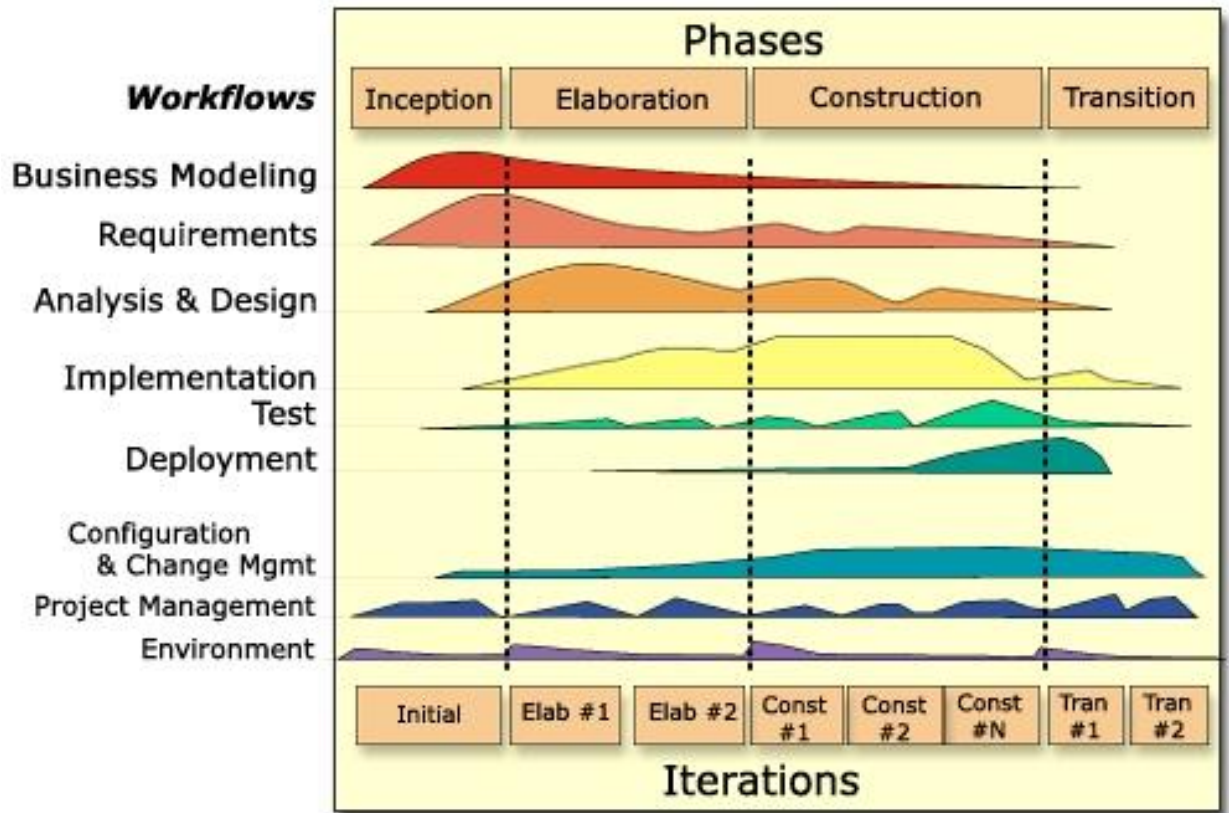 Phases
Workflows
Inception
Elaboration
Construction
Transition
Business Modeling
Requirements
Analysis & Design
Implementation
Test
Deployment
Configuration
& Change Mgmt
Project Management
Environment
Initial
Elab #1
Elab #2
Const
#1
Const
#2
Const
#N
Tran
#1
Tran
#2
Iterations